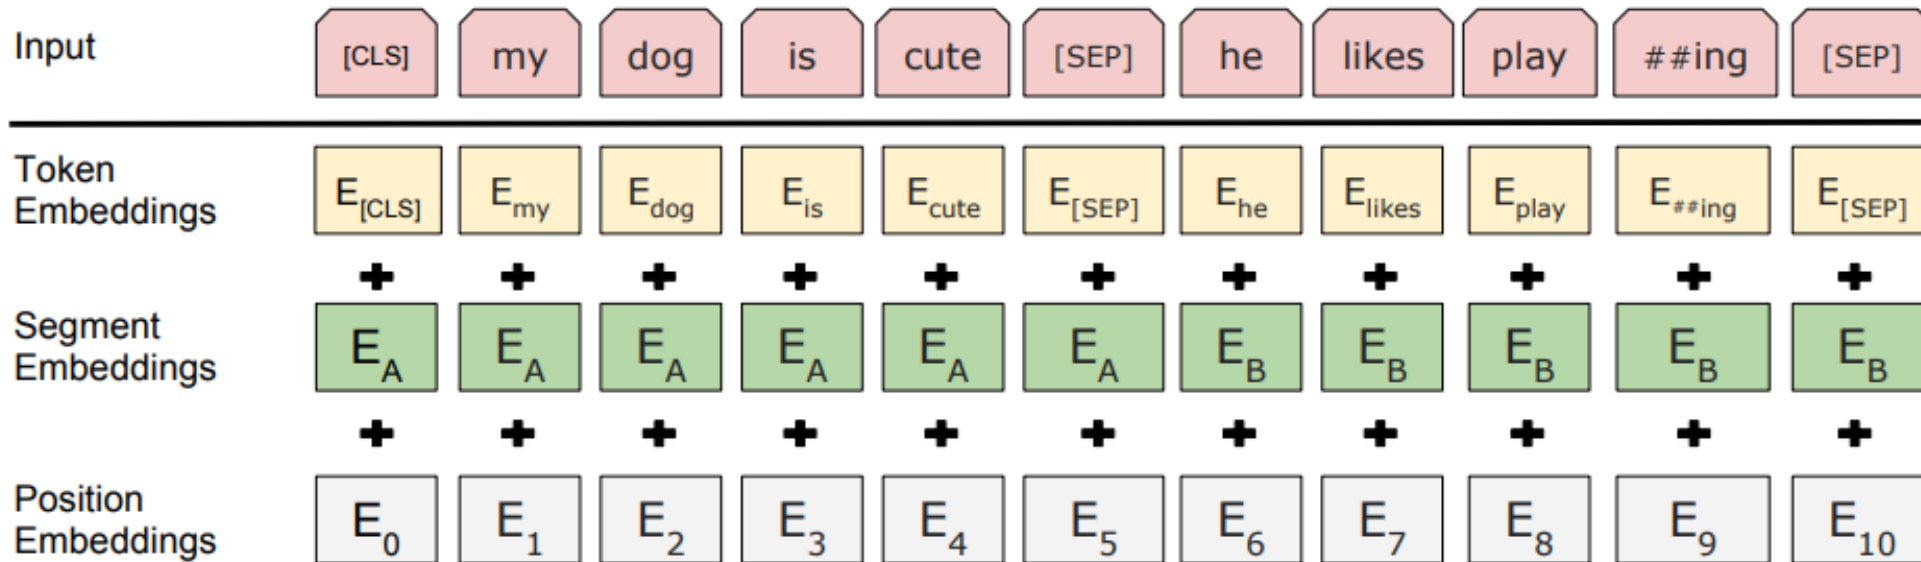 Input [CLS] my dog is cute [SEP] he likes play ##ing [SEP]
Token
Embeddings
E[CLS] Emy Edog Eis Ecute E[SEP] Ehe Elikes Eplay E##ing E[SEP]
+ + + + + + + + + + +
Segment
Embeddings
EA EA EA EA EA EA EB EB EB EB EB
+ + + + + + + + + + +
Position
Embeddings
E0 E1 E2 E3 E4 E5 E6 E7 E8 E9 E10